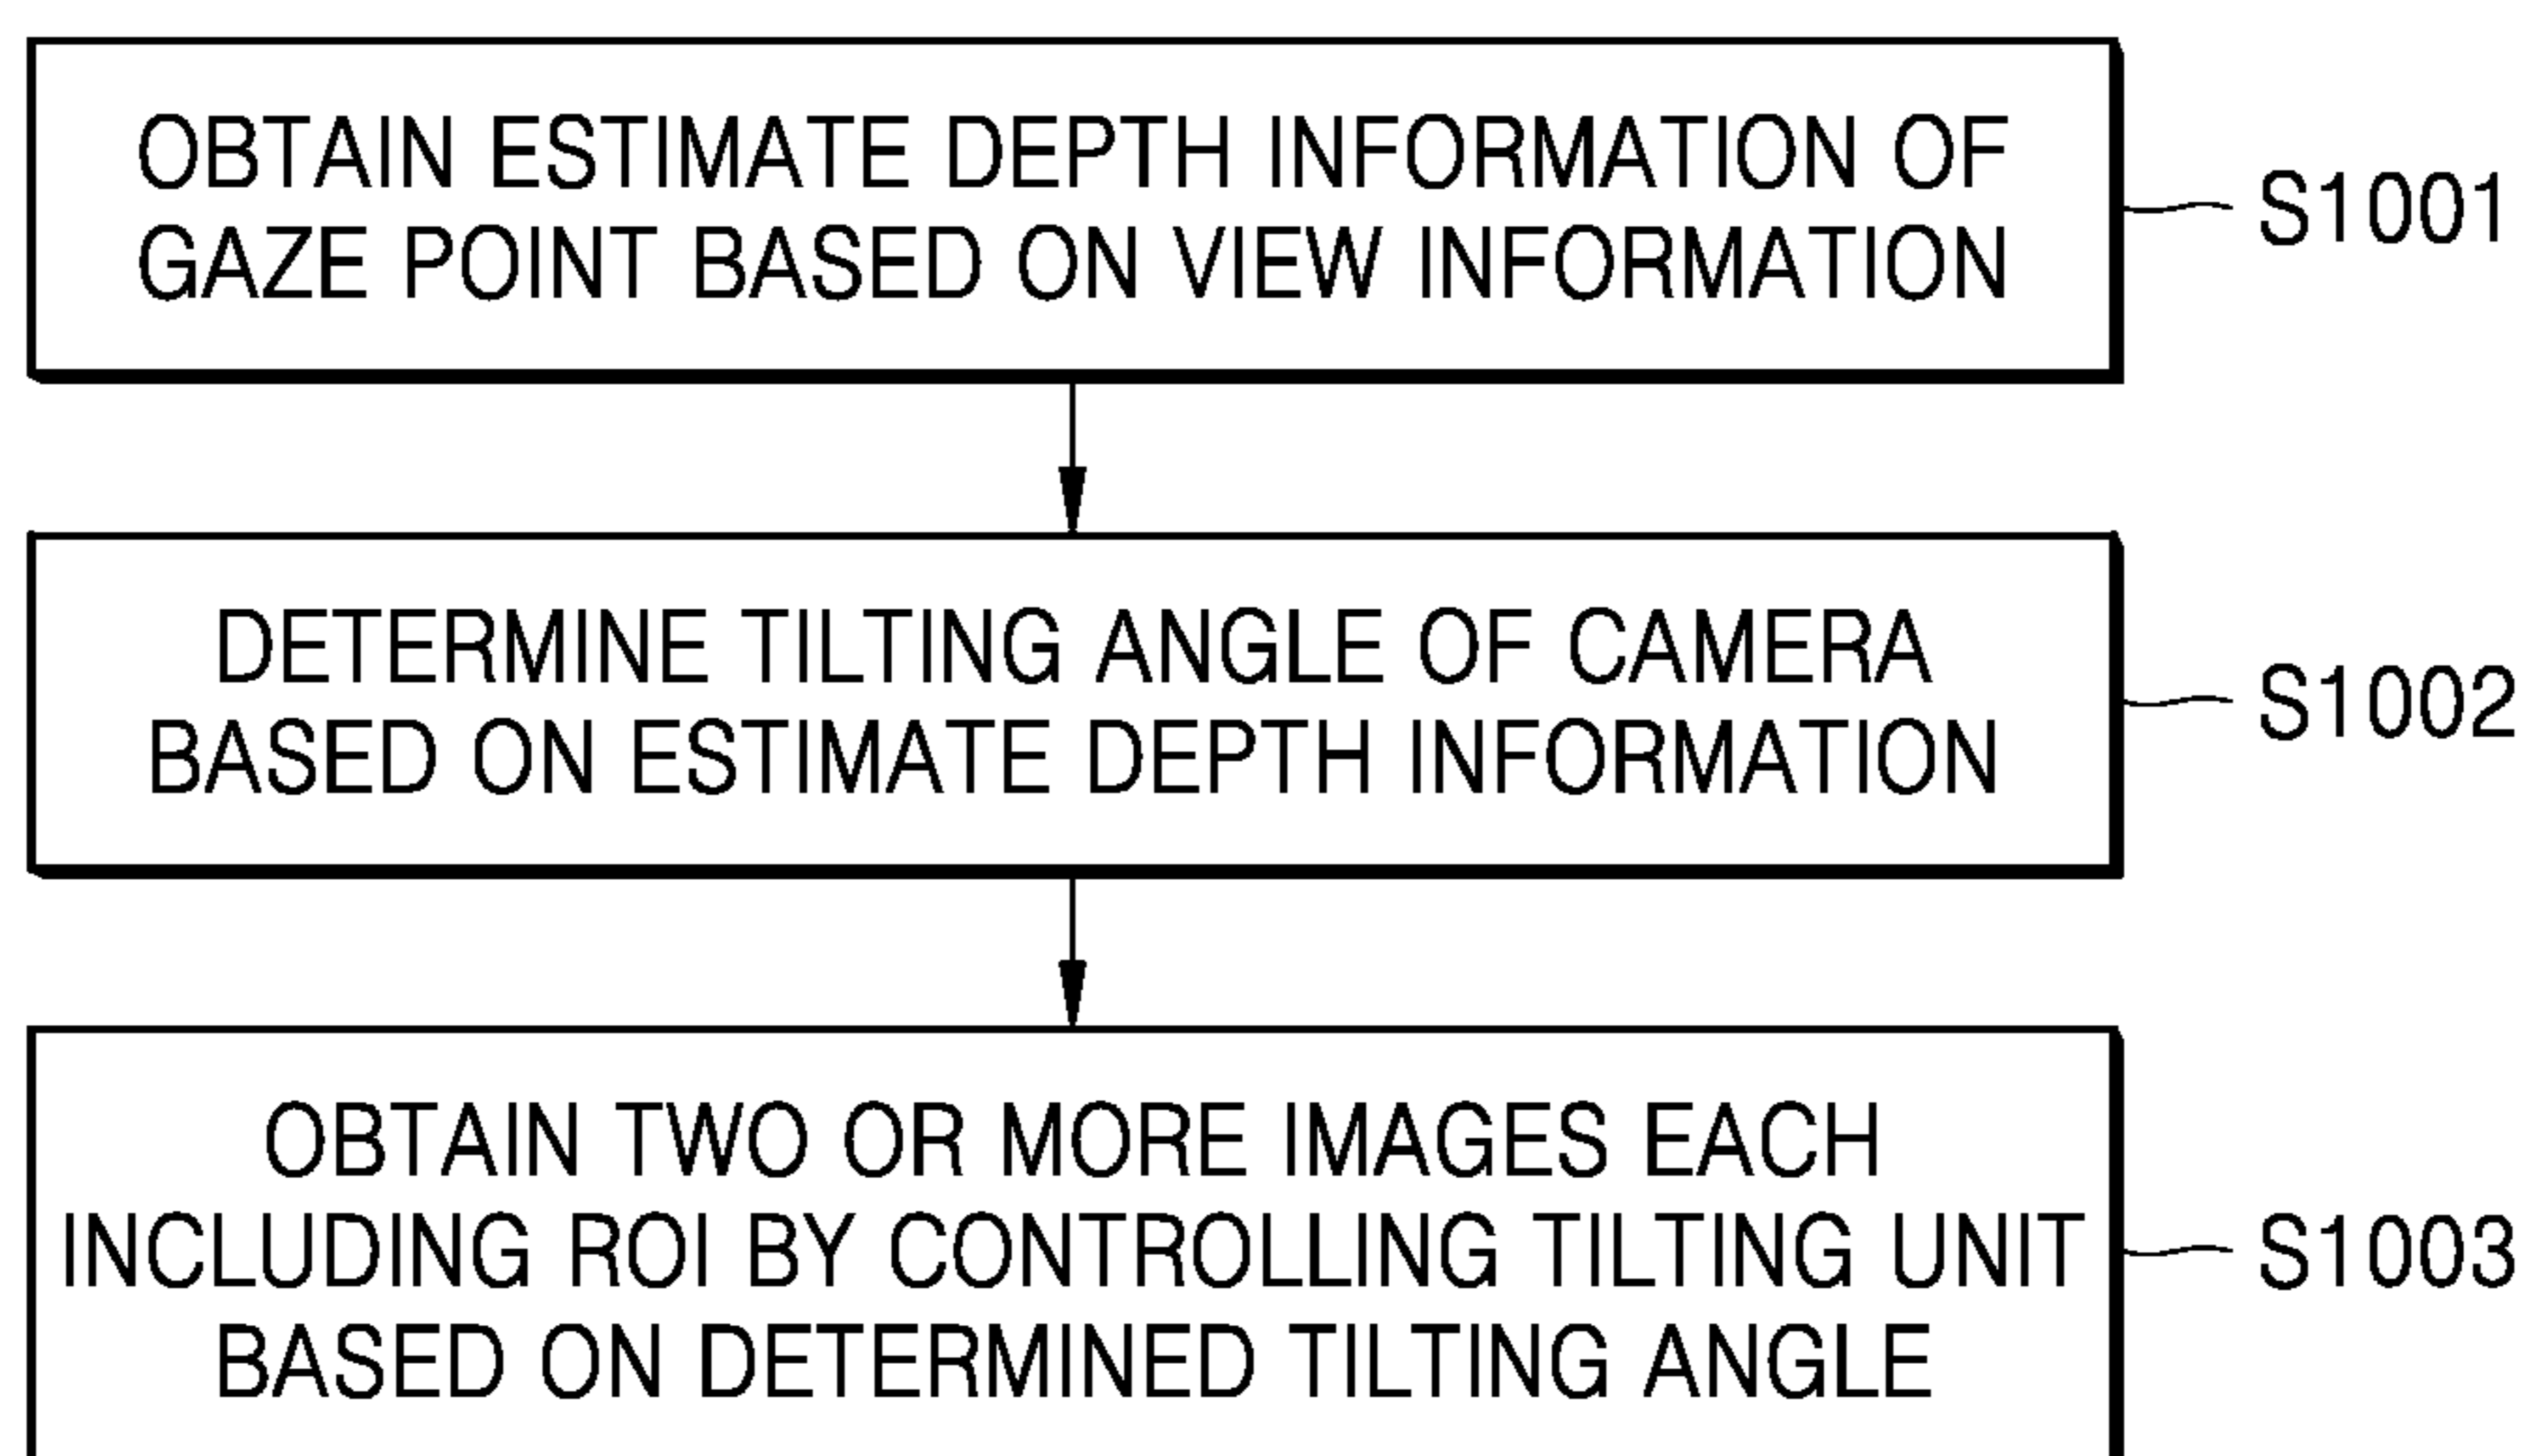 OBTAIN ESTIMATE DEPTH INFORMATION OF
GAZE POINT BASED ON VIEW INFORMATION
S1001
DETERMINE TILTING ANGLE OF CAMERA
BASED ON ESTIMATE DEPTH INFORMATION
S1002
OBTAIN TWO OR MORE IMAGES EACH
INCLUDING ROI BY CONTROLLING TILTING UNIT
BASED ON DETERMINED TILTING ANGLE
S1003